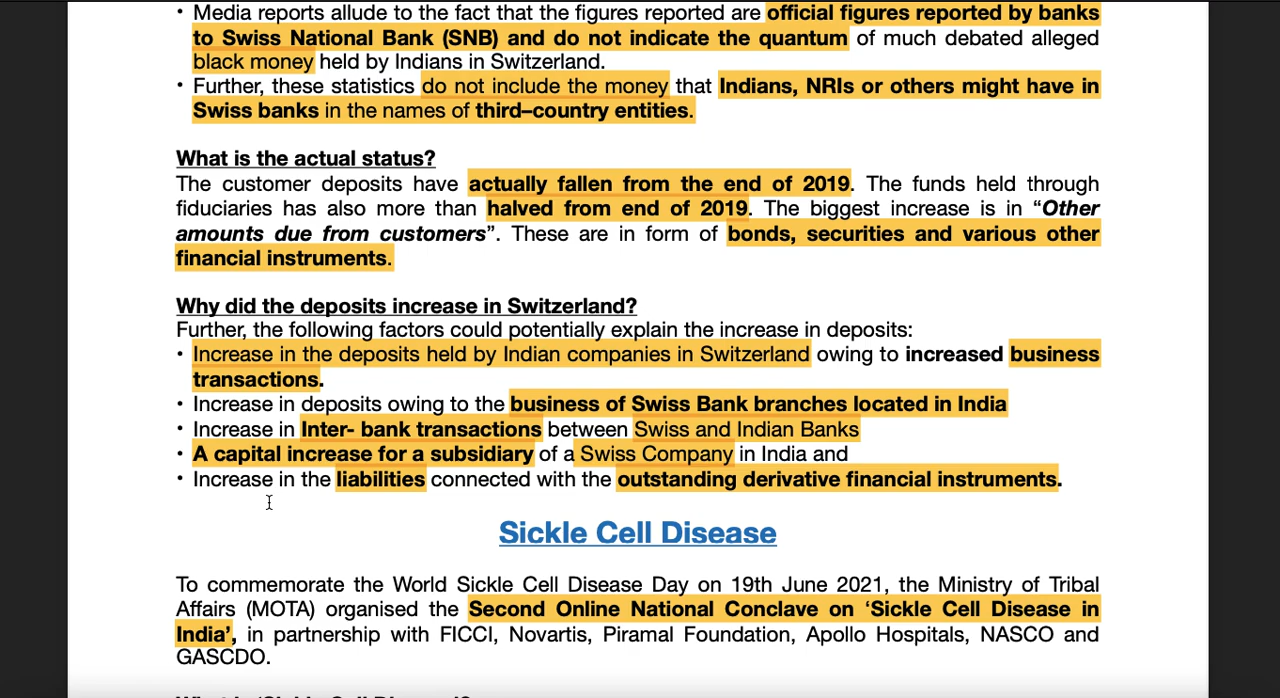 • Media reports allude to the fact that the figures reported are official figures reported by banks
to Swiss National Bank (SNB) and do not indicate the quantum of much debated alleged
black money held by Indians in Switzerland.
• Further, these statistics do not include the money that Indians, NRIs or others might have in
Swiss banks in the names of third–country entities.
What is the actual status?
The customer deposits have actually fallen from the end of 2019. The funds held through
fiduciaries has also more than halved from end of 2019. The biggest increase is in “Other
amounts due from customers”. These are in form of bonds, securities and various other
financial instruments.
Why did the deposits increase in Switzerland?
Further, the following factors could potentially explain the increase in deposits:
• Increase in the deposits held by Indian companies in Switzerland owing to increased business
transactions.
• Increase in deposits owing to the business of Swiss Bank branches located in India
• Increase in Inter- bank transactions between Swiss and Indian Banks
• A capital increase for a subsidiary of a Swiss Company in India and
• Increase in the liabilities connected with the outstanding derivative financial instruments.
Sickle Cell Disease
To commemorate the World Sickle Cell Disease Day on 19th June 2021, the Ministry of Tribal
Affairs (MOTA) organised the Second Online National Conclave on ‘Sickle Cell Disease in
India’, in partnership with FICCI, Novartis, Piramal Foundation, Apollo Hospitals, NASCO and
GASCDO.